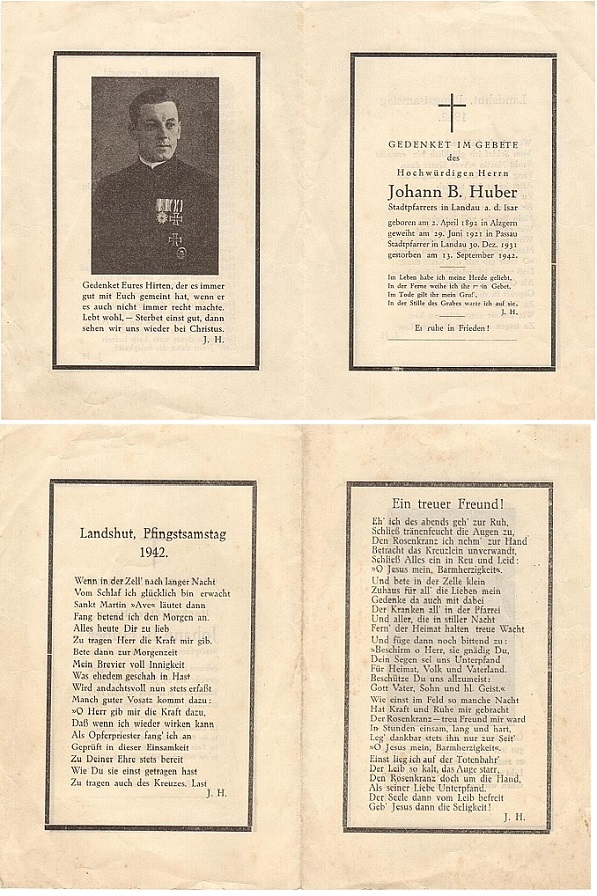 Gedenket Eures Hirten, der es immer
gut mit Euch gemeint hat, wenn er
es auch nicht immer recht machte.
Lebt wohl, — Sterbet einst gut, dann
sehen wir uns wieder bei Christus.
J. H.
GEDENKET IM GEBETE
des
Hochwürdigen Herrn
Johann B. Huber
Stadtpfarrers in Landau a. d. Isar
geboren am 2. April 1892 in Alzgern
geweiht am 29. Juni 1921 in Passau
Stadtpfarrer in Landau 30. Dez. 1931
gestorben am 13. September 1942.
Im Leben habe ich meine Herde geliebt,
In der Ferne weihe ich ihr mein Gebet.
Im Tode gilt ihr mein Gruß,
In der Stille des Grabes warte ich auf sie.
J. H.
Es ruhe in Frieden!
Landshut, Pfingstsamstag
1942.
Wenn in der Zell' nach langer Nacht
Vom Schlaf ich glücklich bin erwacht
Sankt Martin »Ave« läutet dann
Fang betend ich den Morgen an.
Alles heute Dir zu lieb
Zu tragen Herr die Kraft mir gib.
Bete dann zur Morgenzeit
Mein Brevier voll Innigkeit
Was ehedem geschah in Hast
Wird andachtsvoll nun stets erfaßt
Manch guter Vosatz kommt dazu:
»O Herr gib mir die Kraft dazu,
Daß wenn ich wieder wirken kann
Als Opferpriester fang' ich an
Geprüft in dieser Einsamkeit
Zu Deiner Ehre stets bereit
Wie Du sie einst getragen hast
Zu tragen auch des Kreuzes. Last
J. H.
Ein treuer Freund!
Eh' ich des abends geh' zur Ruh,
Schließ tränenfeucht die Augen zu,
Den Rosenkranz ich nehm' zur Hand
Betracht das Kreuzlein unverwandt,
Schließ Alles ein in Reu und Leid:
»O Jesus mein, Barmherzigkeit«.
Und bete in der Zelle klein
Zuhaus für all' die Lieben mein
Gedenke da auch mit dabei
Der Kranken all' in der Pfarrei
Und aller, die in stiller Nacht
Fern' der Heimat halten treue Wacht
Und füge dann noch bittend zu:
»Beschirm o Herr, sie gnädig Du,
Dein Segen sei uns Unterpfand
Für Heimat, Volk und Vaterland.
Beschütze Du uns allzumeist:
Gott Vater, Sohn und hl. Geist.«
Wie einst im Feld so manche Nacht
Hat Kraft und Ruhe mir gebracht
Der Rosenkranz—treu Freund mir ward
In Stunden einsam, lang und hart,
Leg' dankbar stets ihn nur zur Seit'
»O Jesus mein, Barmherzigkeit«.
Einst lieg ich auf der Totenbahr'
Der Leib so kalt, das Auge starr,
Den Rosenkranz doch um die Hand,
Als seiner Liebe Unterpfand.
Der Seele dann vom Leib befreit
Geb' Jesus dann die Seligkeit!
J. H.